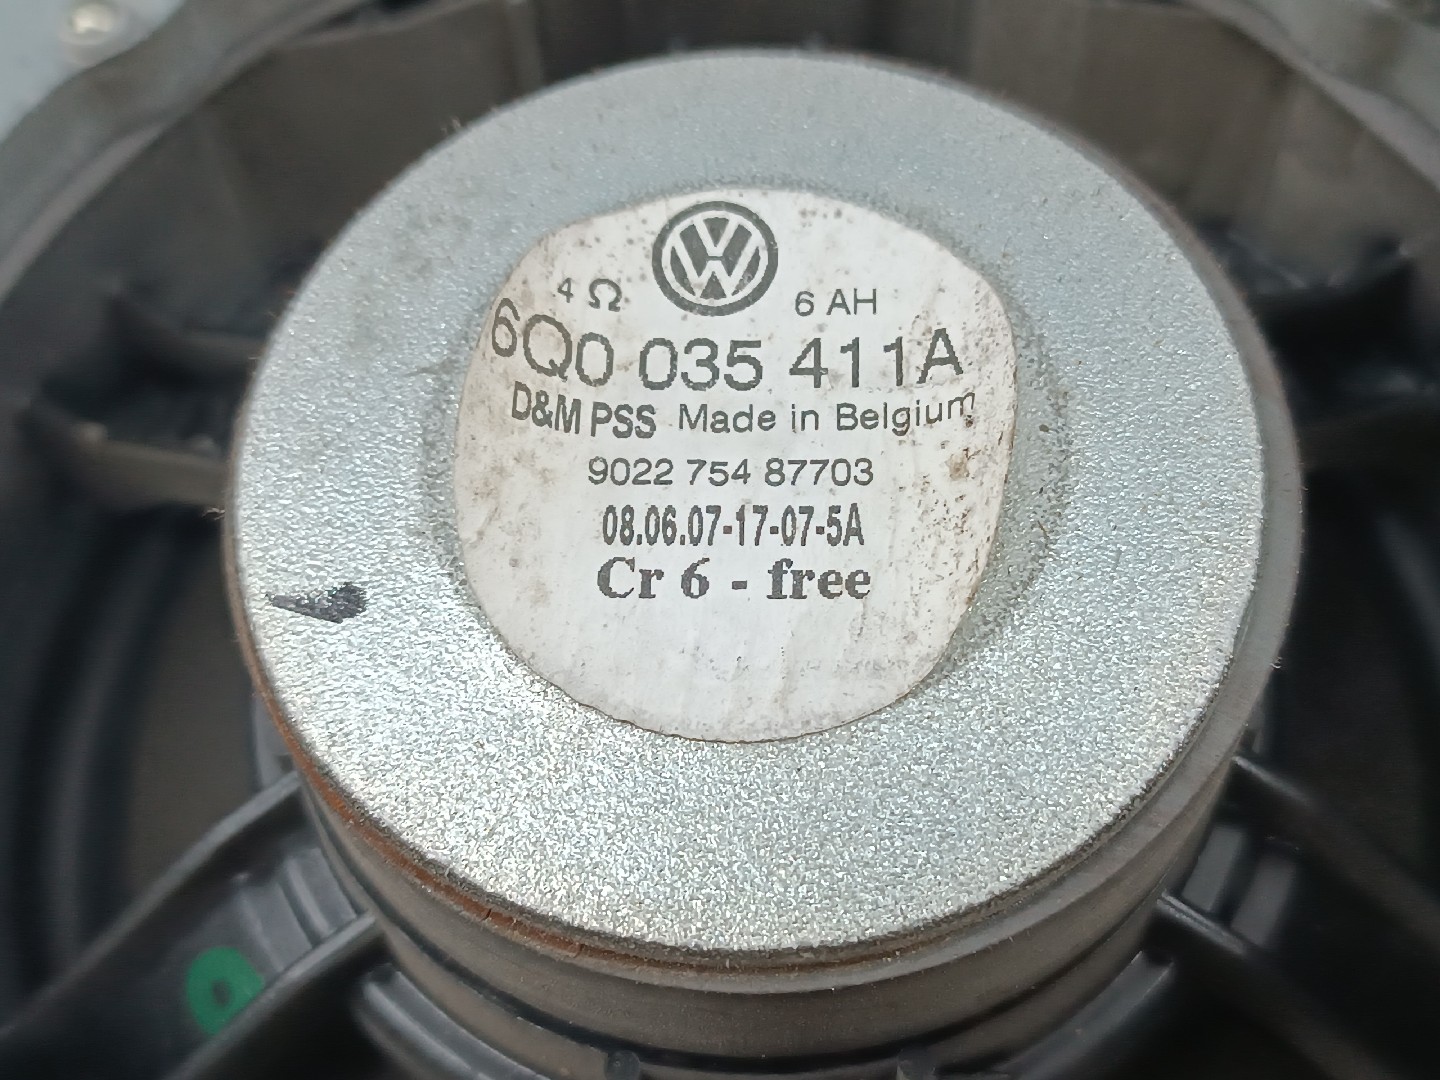 4 Ω 6 AH
6Q0 035 411A
D&M PSS Made in Belgium
9022 754 87703
08.06.07-17-07-5A
Cr 6 - free